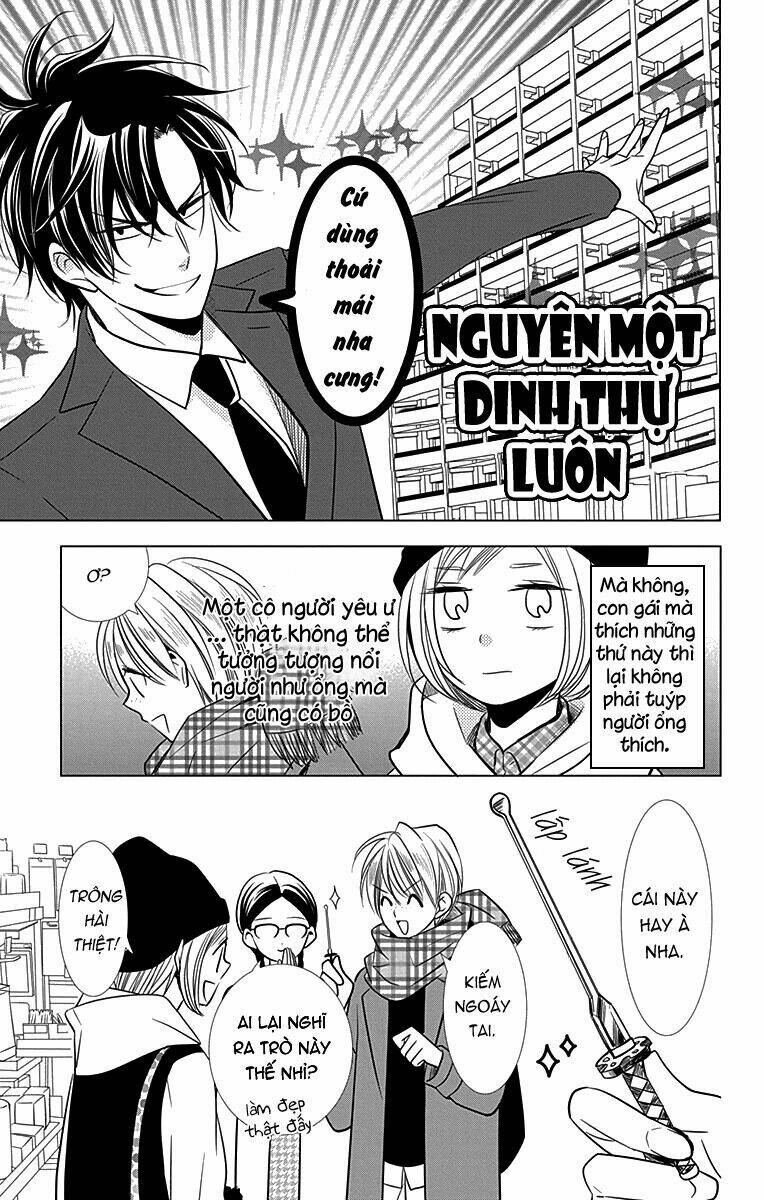 Cứ
dùng
thoải
mái
nha
cưng!
NGUYÊN MỘT
DINH THỰ
LUÔN
Mà không,
con gái mà
thích những
thứ này thì
lại không
phải tuýp
người ổng
thích.
Một cô người yêu ư
... thật không thể
tưởng tượng nổi
người như ổng mà
cũng có bồ
Ơ?
CÁI NÀY
HAY À
NHA.
lấp lánh
KIẾM
NGOÁY
TAI.
TRÔNG
HÀI
THIỆT!
AI LẠI NGHĨ
RA TRÒ NÀY
THẾ NHỈ?
làm đẹp
thật đấy